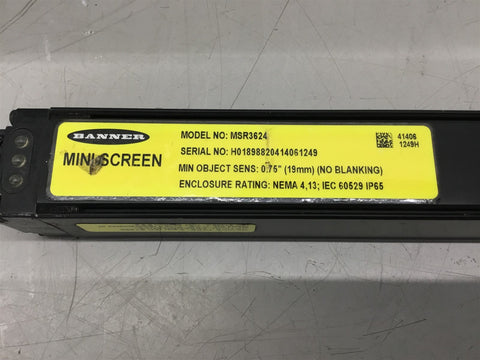 BANNER
MINI-SCREEN
MODEL NO: MSR3624
SERIAL NO: H01898820414061249
MIN OBJECT SENS: 0.75" (19mm) (NO BLANKING)
ENCLOSURE RATING: NEMA 4,13; IEC 60529 IP65
41406
1249H